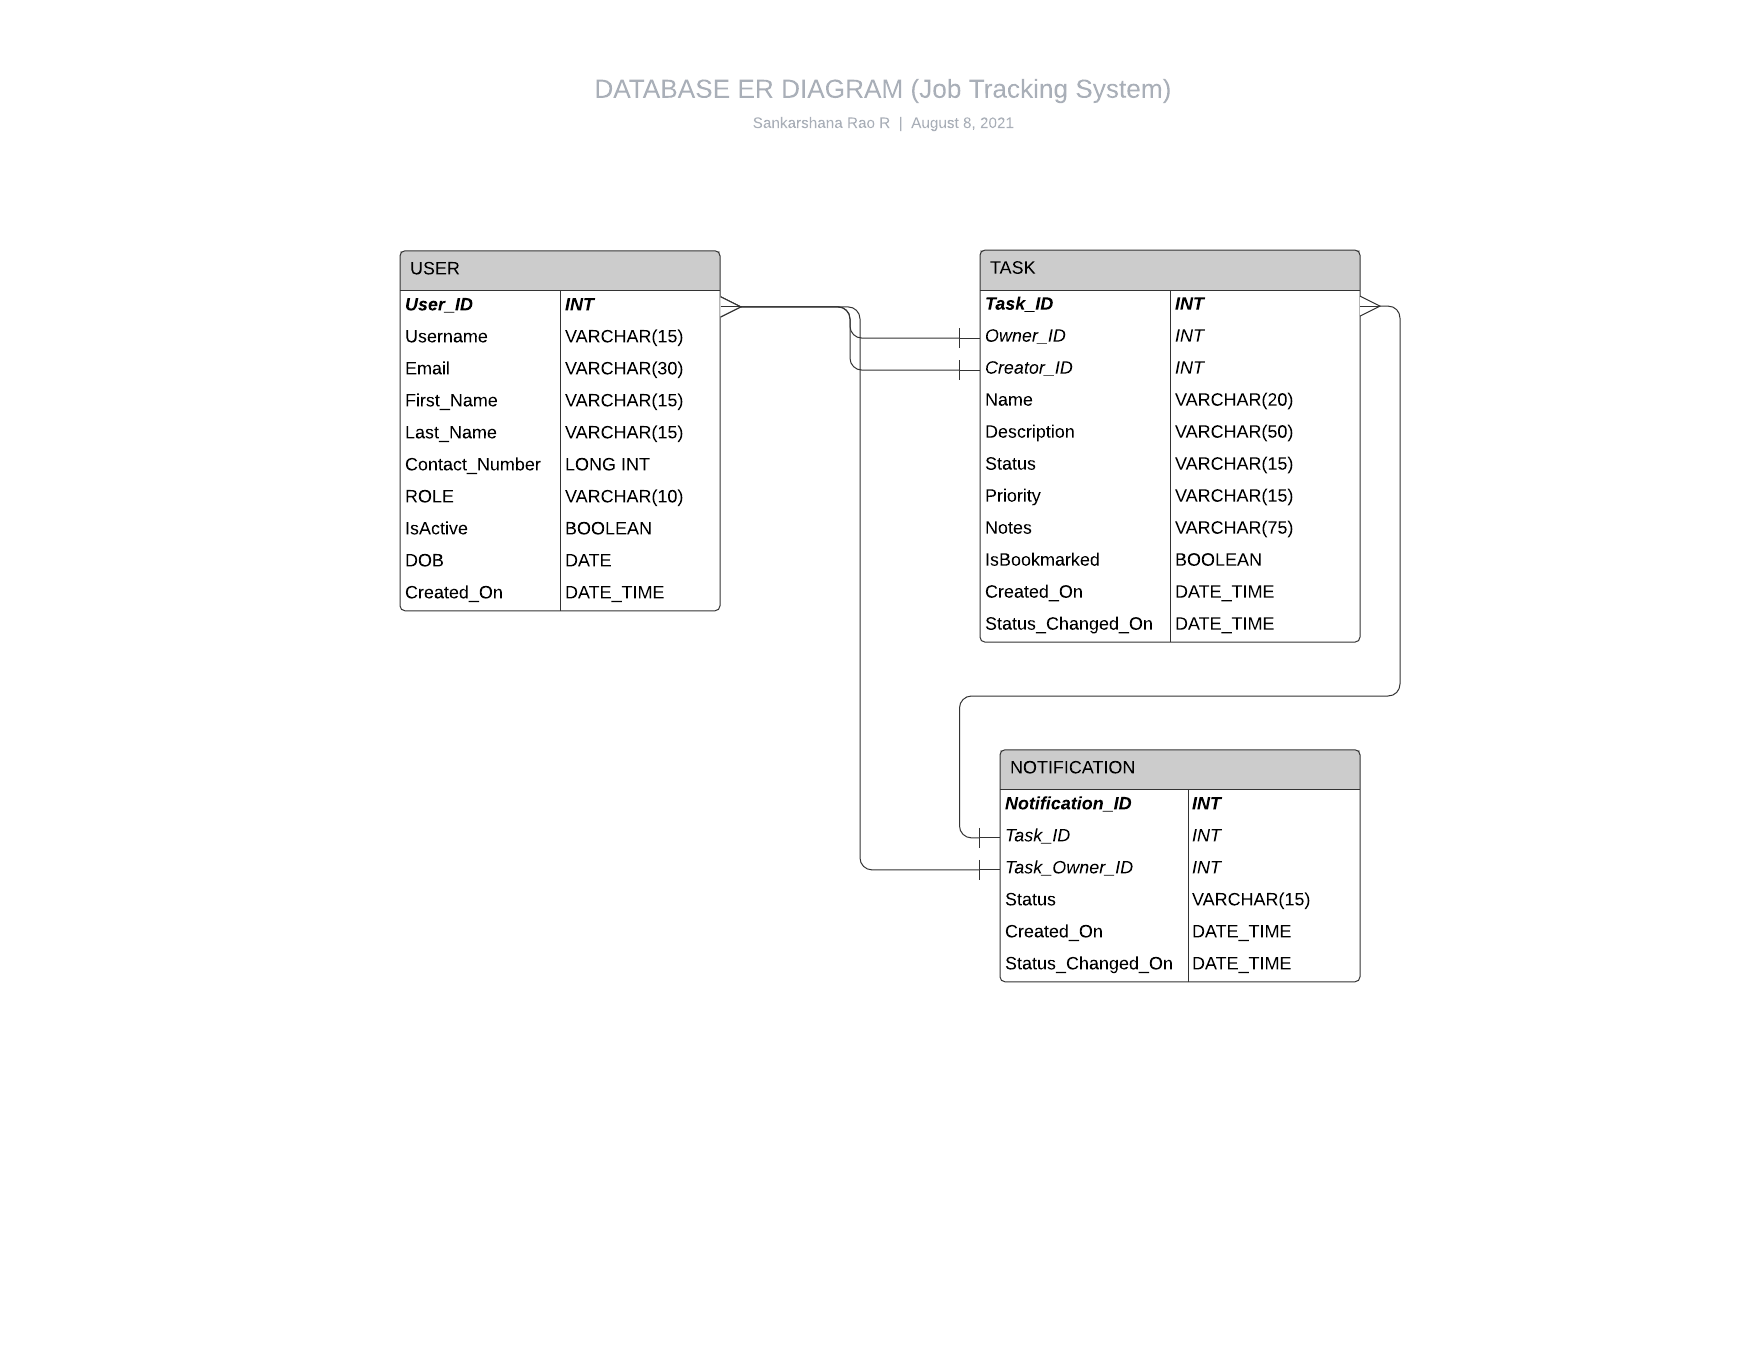 DATABASE ER DIAGRAM (Job Tracking System)
Sankarshana Rao R | August 8, 2021
USER
User_ID INT
Username VARCHAR(15)
Email VARCHAR(30)
First_Name VARCHAR(15)
Last_Name VARCHAR(15)
Contact_Number LONG INT
ROLE VARCHAR(10)
IsActive BOOLEAN
DOB DATE
Created_On DATE_TIME
TASK
Task_ID INT
Owner_ID INT
Creator_ID INT
Name VARCHAR(20)
Description VARCHAR(50)
Status VARCHAR(15)
Priority VARCHAR(15)
Notes VARCHAR(75)
IsBookmarked BOOLEAN
Created_On DATE_TIME
Status_Changed_On DATE_TIME
NOTIFICATION
Notification_ID INT
Task_ID INT
Task_Owner_ID INT
Status VARCHAR(15)
Created_On DATE_TIME
Status_Changed_On DATE_TIME